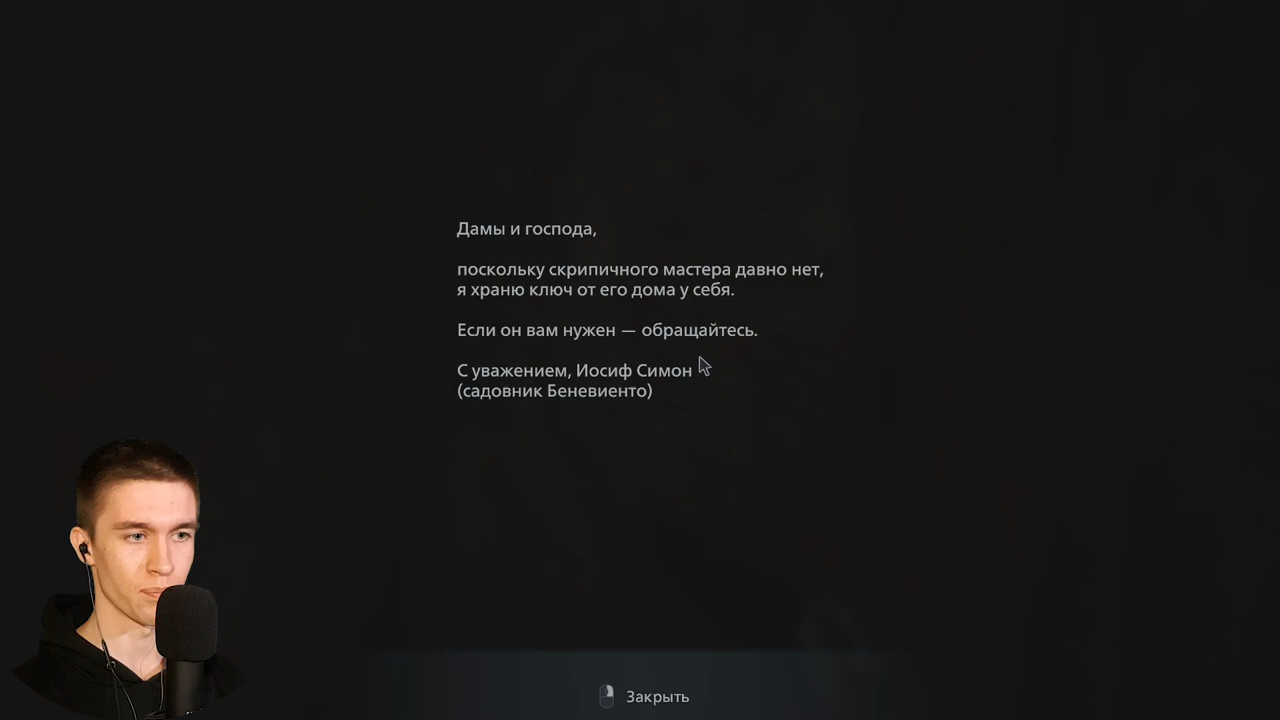 Дамы и господа,
поскольку скрипичного мастера давно нет,
я храню ключ от его дома у себя.
Если он вам нужен — обращайтесь.
С уважением, Иосиф Симон
(садовник Беневиенто)
Закрыть